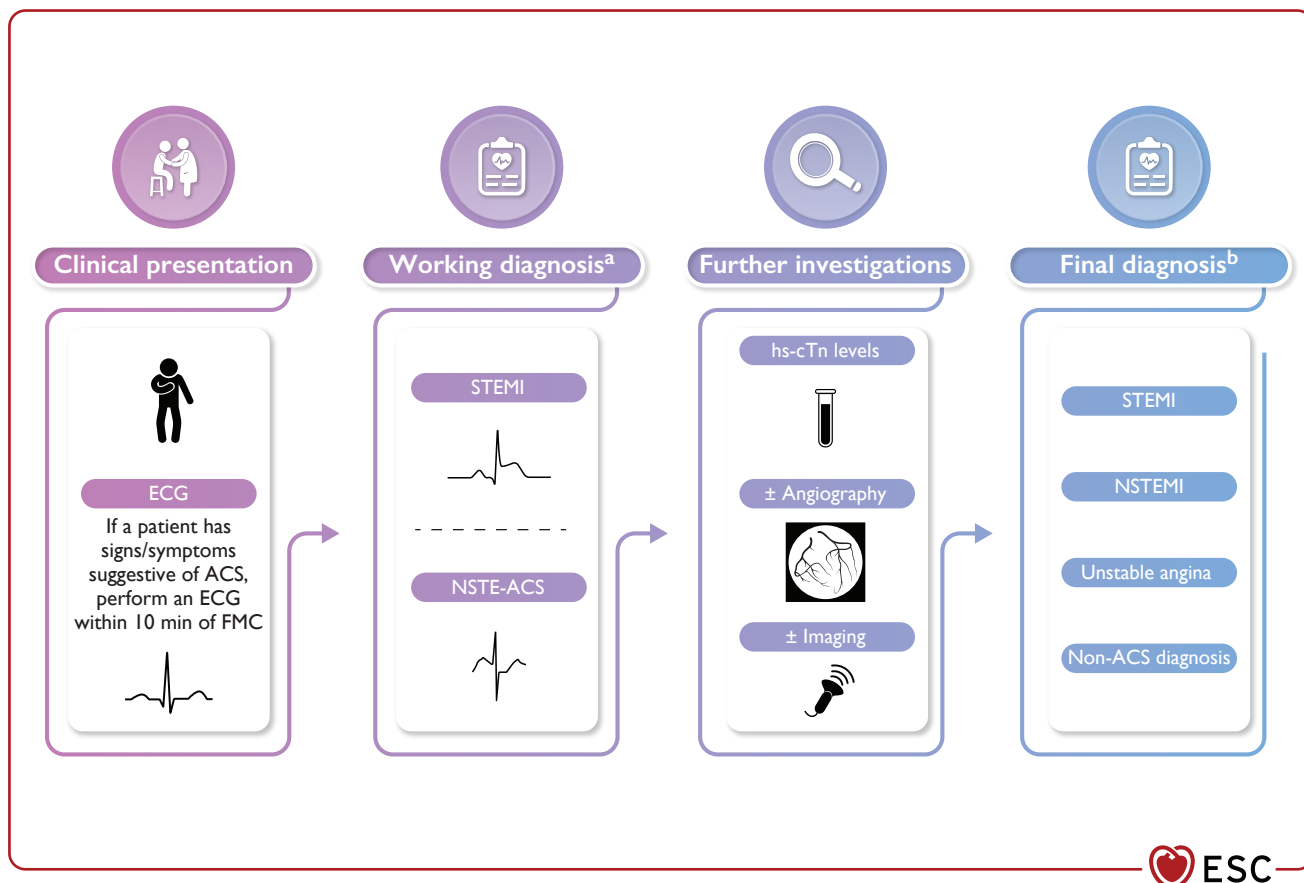 Clinical presentation
ECG
If a patient has
signs/symptoms
suggestive of ACS,
perform an ECG
within 10 min of FMC
Working diagnosisᵃ
STEMI
NSTE-ACS
Further investigations
hs-cTn levels
± Angiography
± Imaging
Final diagnosisᵇ
STEMI
NSTEMI
Unstable angina
Non-ACS diagnosis
ESC